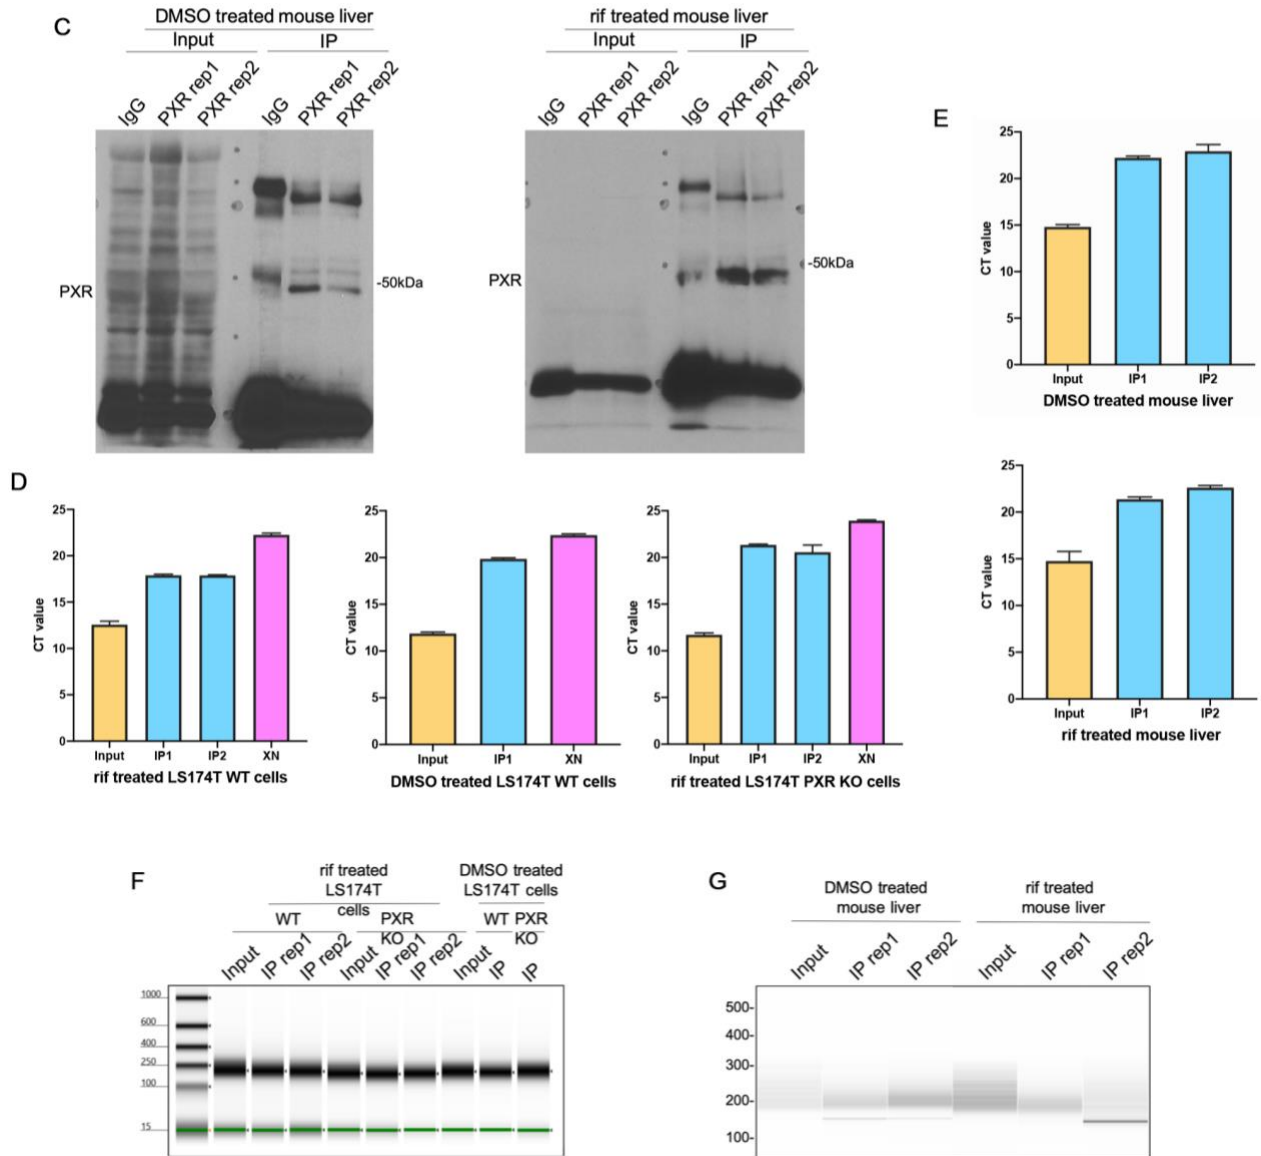 C
DMSO treated mouse liver
Input IP
IgG PXR rep1 PXR rep2 IgG PXR rep1 PXR rep2
PXR
-50kDa
rif treated mouse liver
Input IP
IgG PXR rep1 PXR rep2 IgG PXR rep1 PXR rep2
PXR
-50kDa
E
25
20
15
10
5
0
CT value
Input IP1 IP2
DMSO treated mouse liver
25
20
15
10
5
0
CT value
Input IP1 IP2
rif treated mouse liver
D
25
20
15
10
5
0
CT value
Input IP1 IP2 XN
rif treated LS174T WT cells
25
20
15
10
5
0
CT value
Input IP1 XN
DMSO treated LS174T WT cells
25
20
15
10
5
0
CT value
Input IP1 IP2 XN
rif treated LS174T PXR KO cells
F
rif treated
LS174T
cells
DMSO treated
LS174T cells
WT PXR
KO
WT PXR
KO
Input IP rep1 IP rep2 Input IP rep1 IP rep2 Input IP IP
1000
600
400
250
100
15
G
DMSO treated
mouse liver
rif treated
mouse liver
Input IP rep1 IP rep2 Input IP rep1 IP rep2
500-
400-
300-
200-
100-